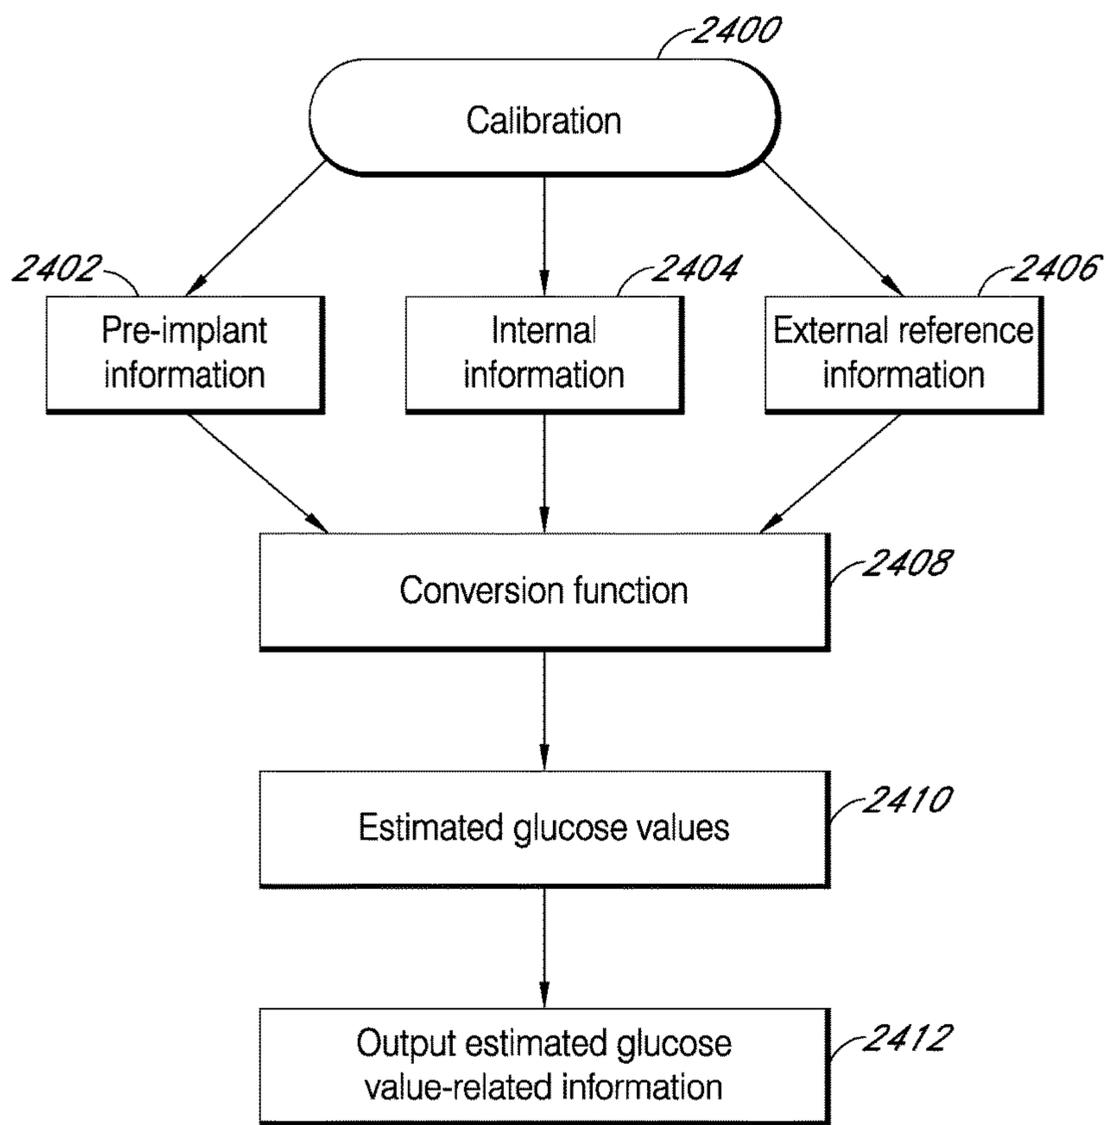 2400
Calibration
2402
2404
2406
Pre-implant
information
Internal
information
External reference
information
2408
Conversion function
2410
Estimated glucose values
2412
Output estimated glucose
value-related information